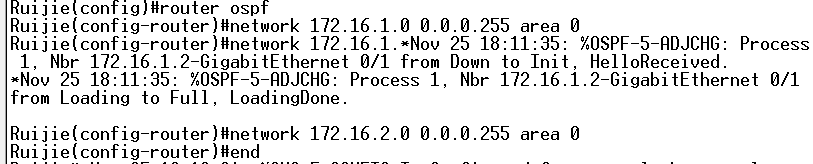 Ruijie(config)#router ospf
Ruijie(config-router)#network 172.16.1.0 0.0.0.255 area 0
Ruijie(config-router)#network 172.16.1.*Nov 25 18:11:35: %OSPF-5-ADJCHG: Process
1, Nbr 172.16.1.2-GigabitEthernet 0/1 from Down to Init, HelloReceived.
*Nov 25 18:11:35: %OSPF-5-ADJCHG: Process 1, Nbr 172.16.1.2-GigabitEthernet 0/1
from Loading to Full, LoadingDone.
Ruijie(config-router)#network 172.16.2.0 0.0.0.255 area 0
Ruijie(config-router)#end